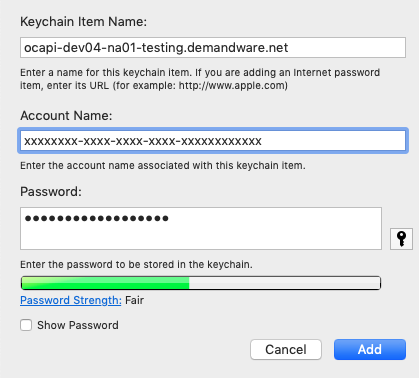 Keychain Item Name:
ocapi-dev04-na01-testing.demandware.net
Enter a name for this keychain item. If you are adding an Internet password
item, enter its URL (for example: http://www.apple.com)
Account Name:
xxxxxxxx-xxxx-xxxx-xxxx-xxxxxxxxxxxx
Enter the account name associated with this keychain item.
Password:
●●●●●●●●●●●●●●●●●●
Enter the password to be stored in the keychain.
Password Strength: Fair
Show Password
Cancel
Add